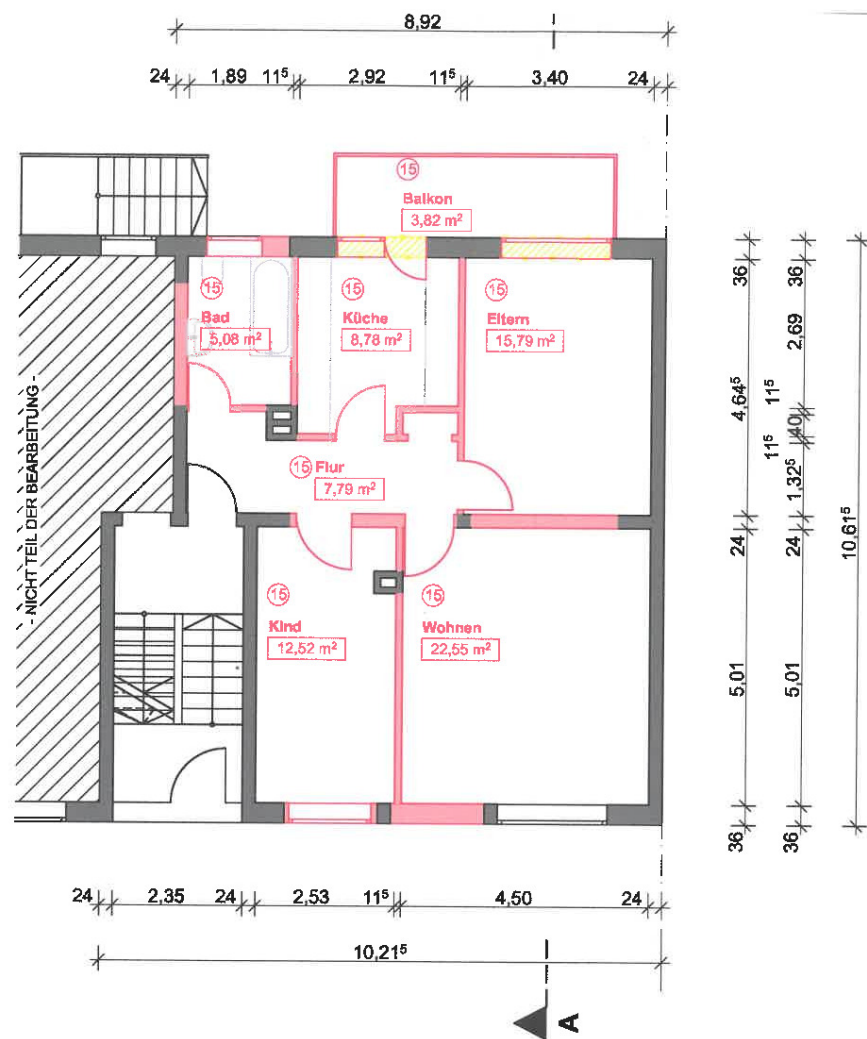 8,92
24 1,89 11⁵ 2,92 11⁵ 3,40 24
15
Balkon
3,82 m²
15
Bad
5,08 m²
15
Küche
8,78 m²
15
Eltern
15,79 m²
15 Flur
7,79 m²
15
Kind
12,52 m²
15
Wohnen
22,55 m²
- NICHT TEIL DER BEARBEITUNG -
36 4,64⁵ 24 5,01 36
36 2,69 11⁵ 40 11⁵ 1,32⁵ 24 5,01 36
10,61⁵
24 2,35 24 2,53 11⁵ 4,50 24
10,21⁵
A